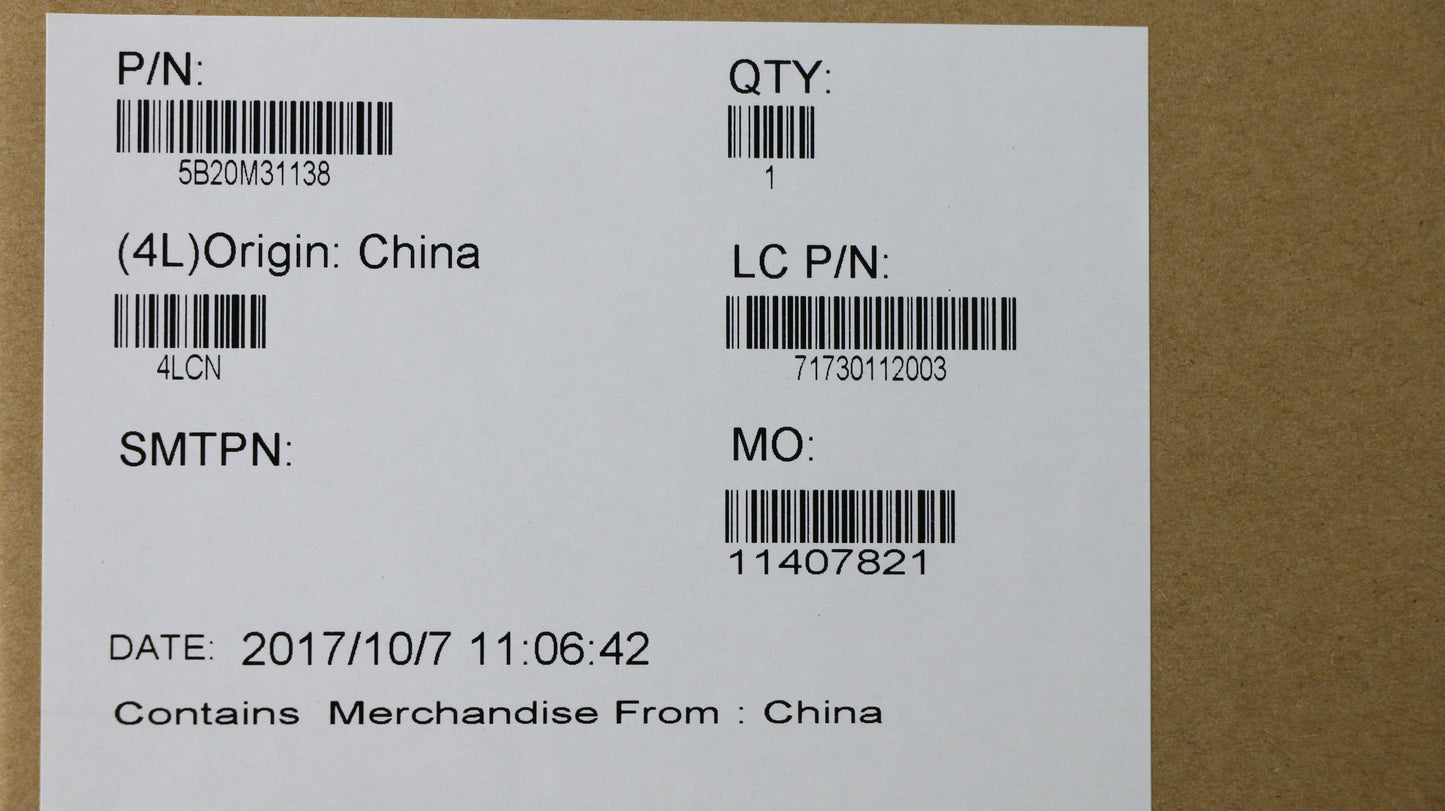 P/N:
5B20M31138
QTY:
1
(4L)Origin: China
4LCN
LC P/N:
71730112003
SMTPN:
MO:
11407821
DATE: 2017/10/7 11:06:42
Contains Merchandise From : China